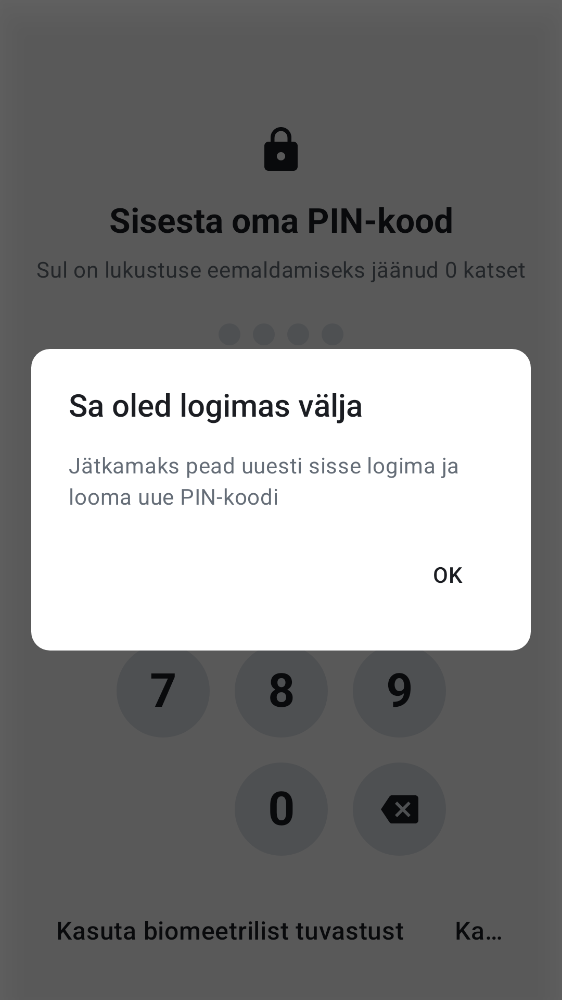 Sisesta oma PIN-kood
Sul on lukustuse eemaldamiseks jäänud 0 katset
Sa oled logimas välja
Jätkamaks pead uuesti sisse logima ja
looma uue PIN-koodi
OK
7 8 9
0
Kasuta biomeetrilist tuvastust Ka...